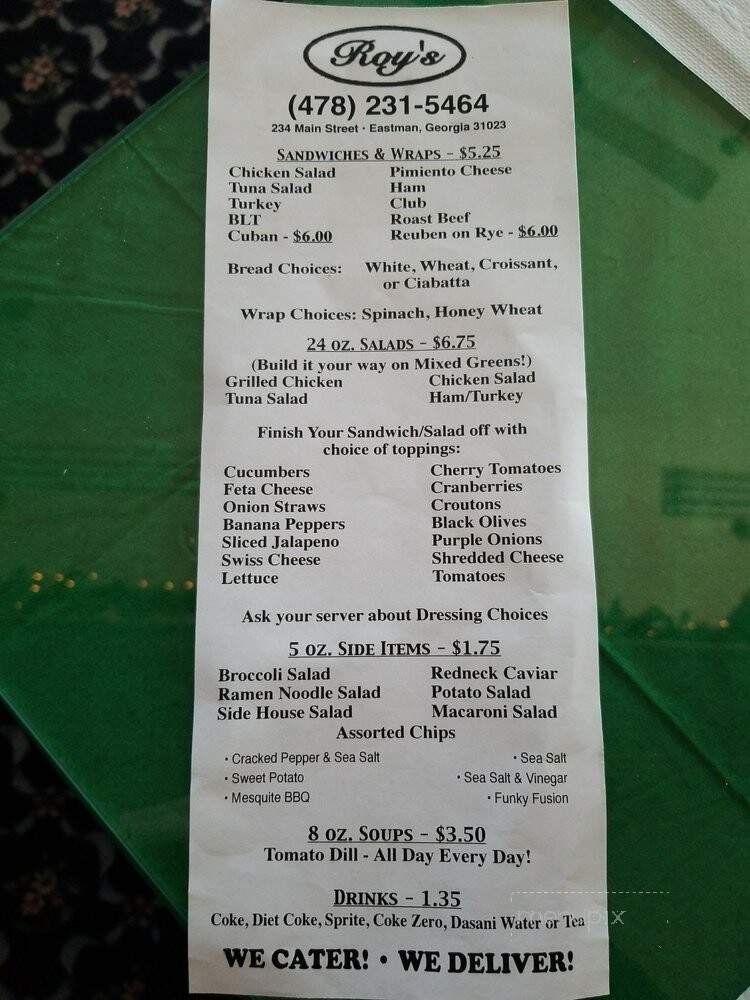 Roy's
(478) 231-5464
234 Main Street · Eastman, Georgia 31023
SANDWICHES & WRAPS - $5.25
Chicken Salad Pimiento Cheese
Tuna Salad Ham
Turkey Club
BLT Roast Beef
Cuban - $6.00 Reuben on Rye - $6.00
Bread Choices: White, Wheat, Croissant,
or Ciabatta
Wrap Choices: Spinach, Honey Wheat
24 OZ. SALADS - $6.75
(Build it your way on Mixed Greens!)
Grilled Chicken Chicken Salad
Tuna Salad Ham/Turkey
Finish Your Sandwich/Salad off with
choice of toppings:
Cucumbers Cherry Tomatoes
Feta Cheese Cranberries
Onion Straws Croutons
Banana Peppers Black Olives
Sliced Jalapeno Purple Onions
Swiss Cheese Shredded Cheese
Lettuce Tomatoes
Ask your server about Dressing Choices
5 OZ. SIDE ITEMS - $1.75
Broccoli Salad Redneck Caviar
Ramen Noodle Salad Potato Salad
Side House Salad Macaroni Salad
Assorted Chips
· Cracked Pepper & Sea Salt · Sea Salt
· Sweet Potato · Sea Salt & Vinegar
· Mesquite BBQ · Funky Fusion
8 OZ. SOUPS - $3.50
Tomato Dill - All Day Every Day!
DRINKS - 1.35
Coke, Diet Coke, Sprite, Coke Zero, Dasani Water or Tea
menupix
WE CATER! · WE DELIVER!